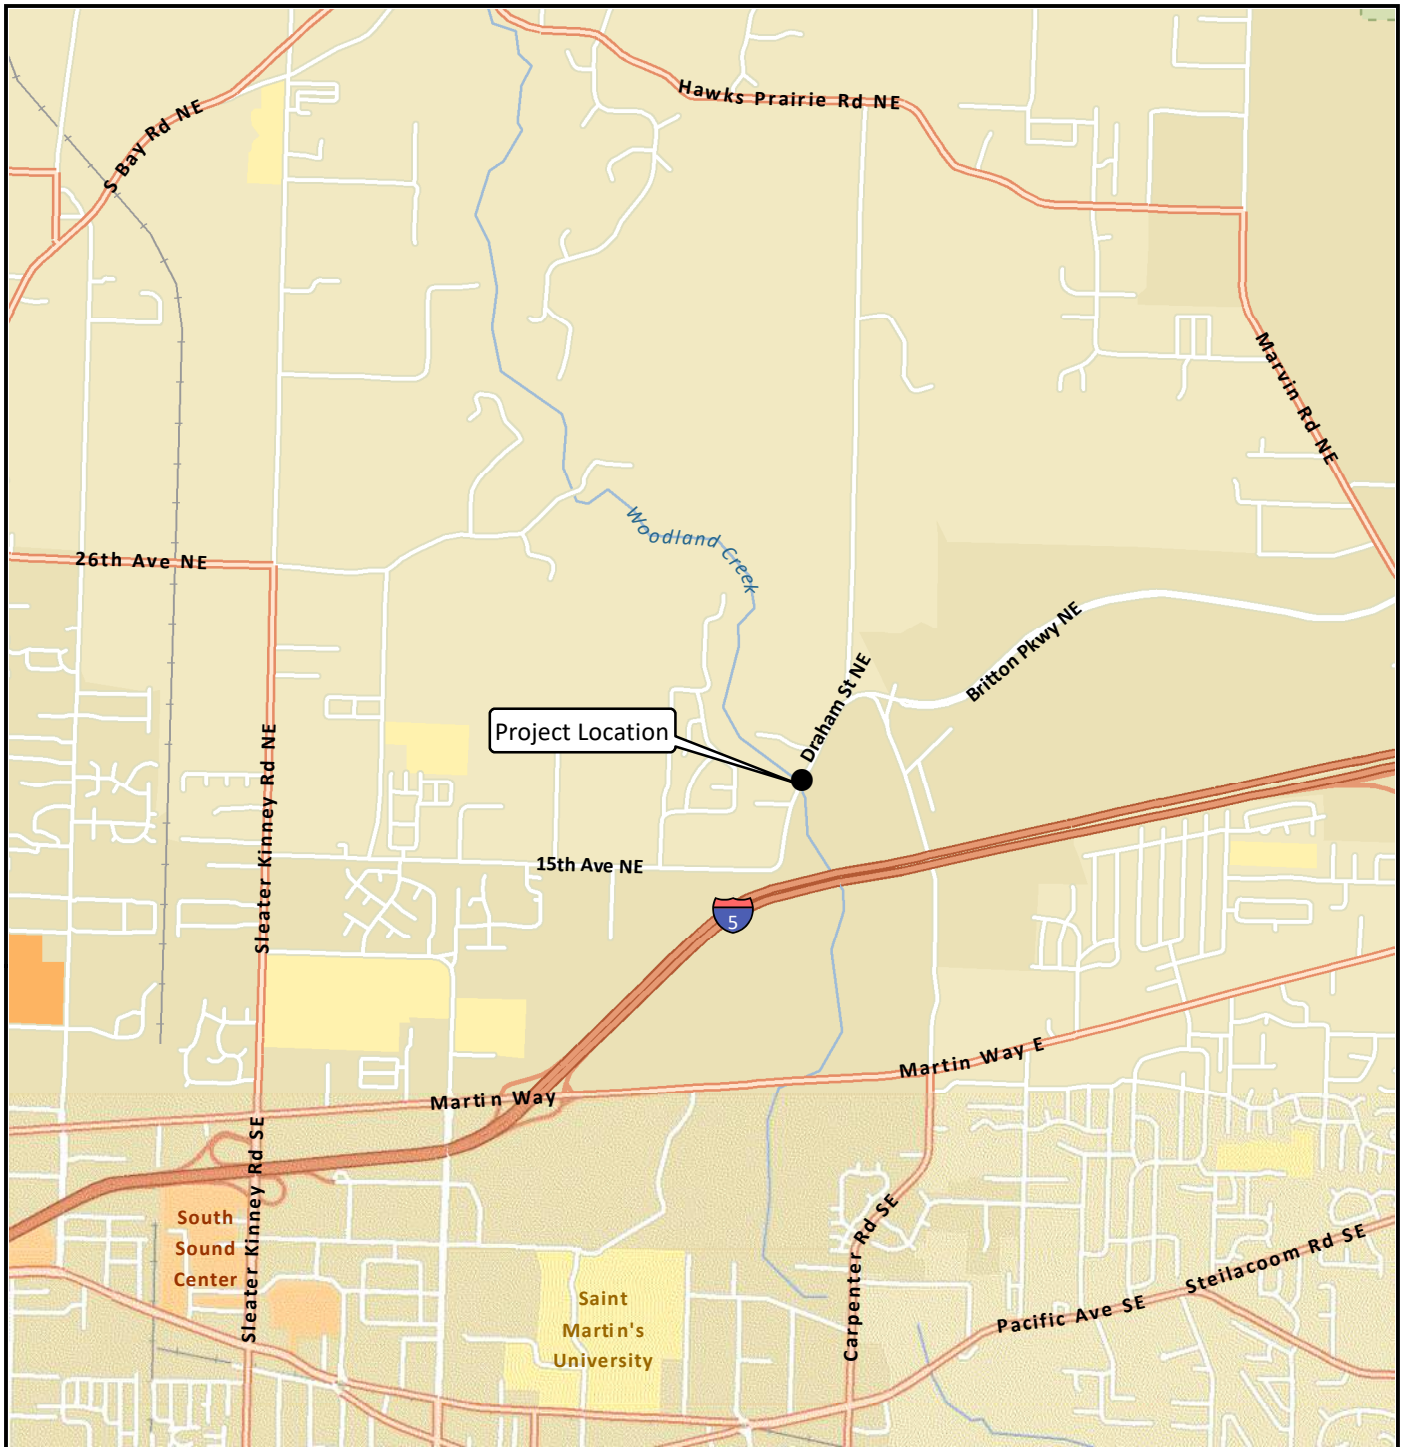 Hawks Prairie Rd NE
S Bay Rd NE
Marvin Rd NE
Woodland Creek
26th Ave NE
Britton Pkwy NE
Draham St NE
Project Location
Sleater Kinney Rd NE
15th Ave NE
5
Martin Way E
Martin Way
Sleater Kinney Rd SE
South
Sound
Center
Carpenter Rd SE
Steilacoom Rd SE
Pacific Ave SE
Saint
Martin's
University